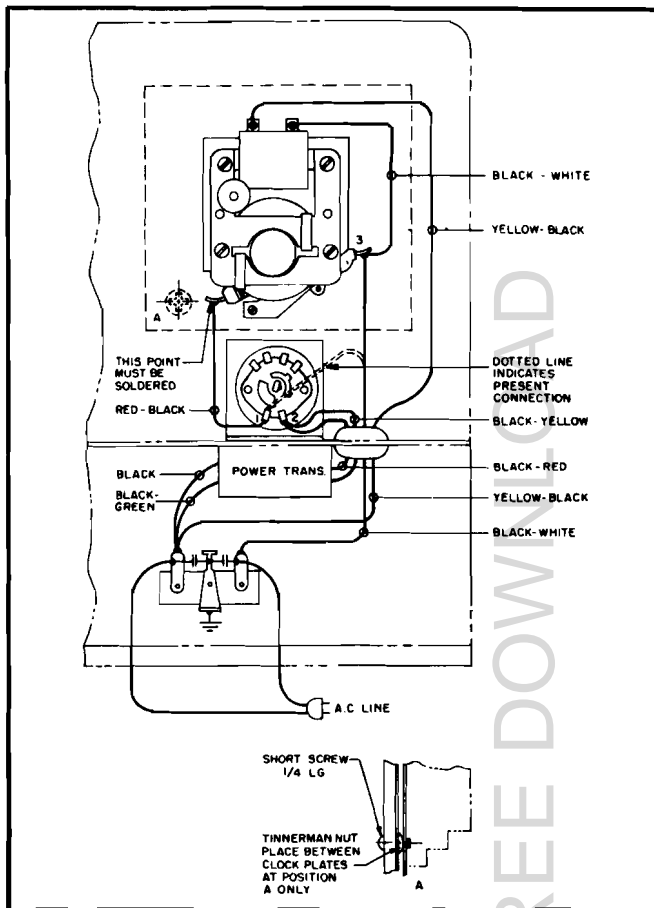 BLACK - WHITE
YELLOW-BLACK
3
A
THIS POINT
MUST BE
SOLDERED
DOTTED LINE
INDICATES
PRESENT
CONNECTION
RED-BLACK
1
BLACK-YELLOW
BLACK
POWER TRANS.
BLACK-RED
BLACK-
GREEN
YELLOW-BLACK
BLACK-WHITE
A.C LINE
SHORT SCREW
1/4 LG
TINNERMAN NUT
PLACE BETWEEN
CLOCK PLATES
AT POSITION
A ONLY
A
REE DOWNLOAD